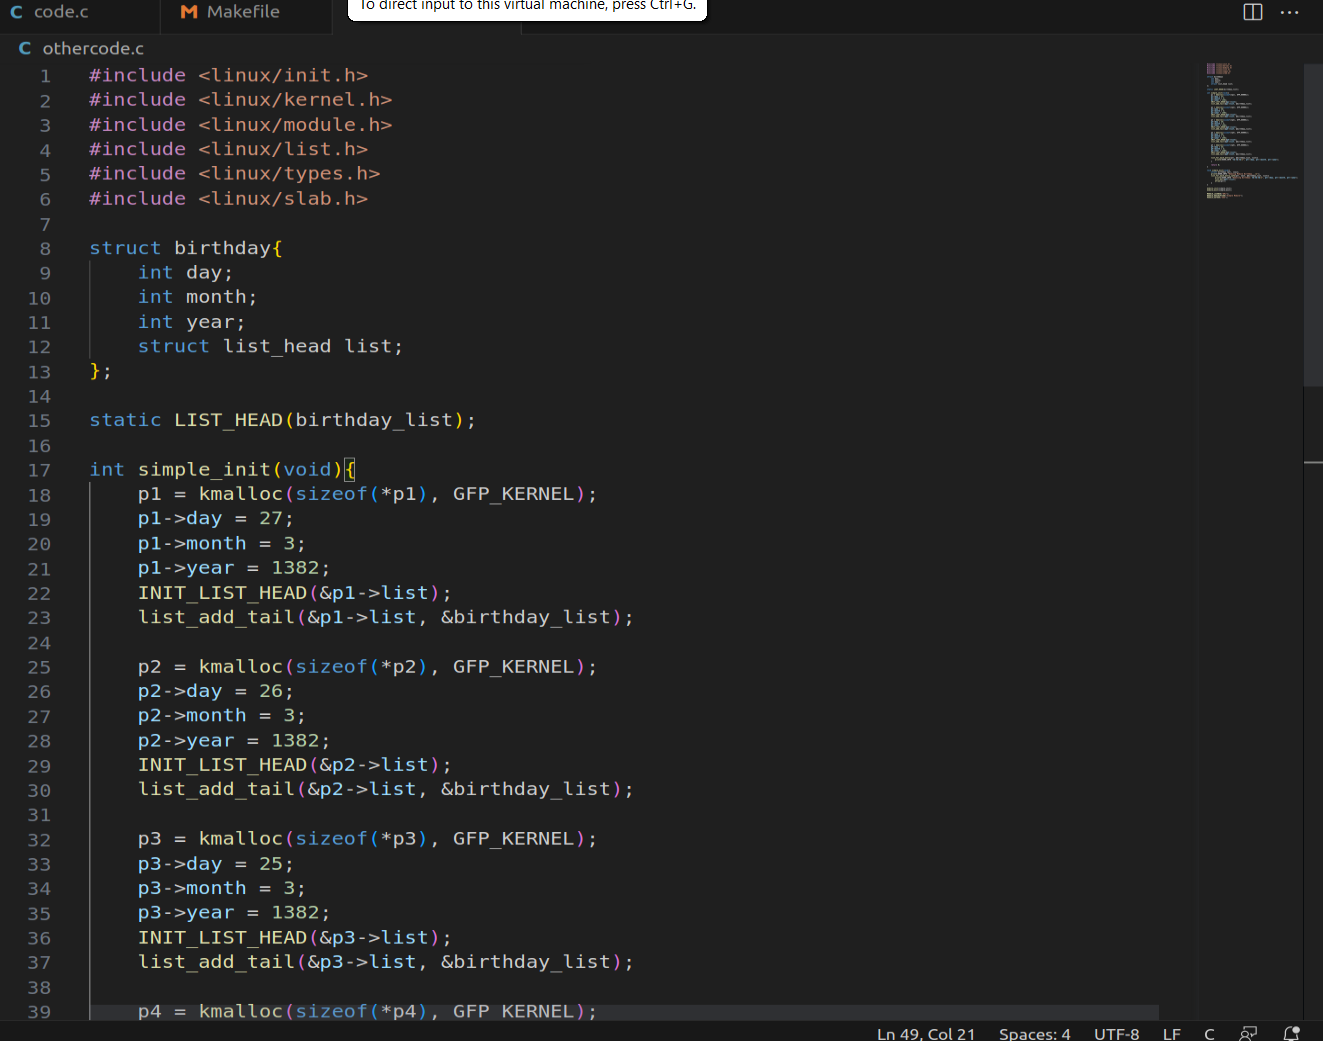 C code.c M Makefile
To direct input to this virtual machine, press Ctrl+G.
C othercode.c
1 #include <linux/init.h>
2 #include <linux/kernel.h>
3 #include <linux/module.h>
4 #include <linux/list.h>
5 #include <linux/types.h>
6 #include <linux/slab.h>
7
8 struct birthday{
9     int day;
10     int month;
11     int year;
12     struct list_head list;
13 };
14
15 static LIST_HEAD(birthday_list);
16
17 int simple_init(void){
18     p1 = kmalloc(sizeof(*p1), GFP_KERNEL);
19     p1->day = 27;
20     p1->month = 3;
21     p1->year = 1382;
22     INIT_LIST_HEAD(&p1->list);
23     list_add_tail(&p1->list, &birthday_list);
24
25     p2 = kmalloc(sizeof(*p2), GFP_KERNEL);
26     p2->day = 26;
27     p2->month = 3;
28     p2->year = 1382;
29     INIT_LIST_HEAD(&p2->list);
30     list_add_tail(&p2->list, &birthday_list);
31
32     p3 = kmalloc(sizeof(*p3), GFP_KERNEL);
33     p3->day = 25;
34     p3->month = 3;
35     p3->year = 1382;
36     INIT_LIST_HEAD(&p3->list);
37     list_add_tail(&p3->list, &birthday_list);
38
39     p4 = kmalloc(sizeof(*p4), GFP_KERNEL);
Ln 49, Col 21 Spaces: 4 UTF-8 LF C